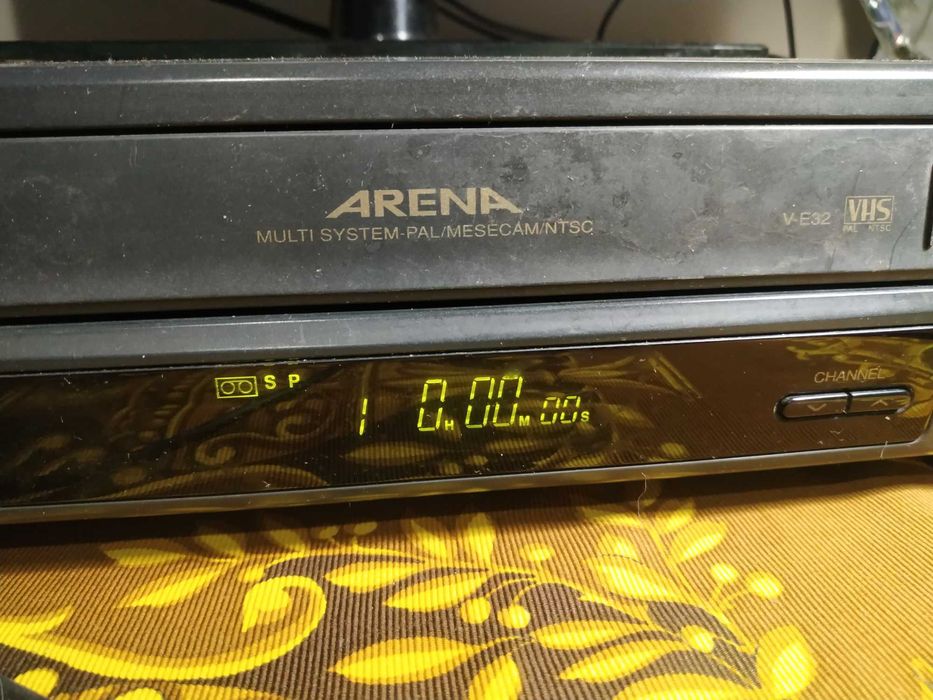 ARENA
MULTI SYSTEM-PAL/MESECAM/NTSC
V-E32 VHS
PAL NTSC
CHANNEL
S P
1 0H 00M 00S